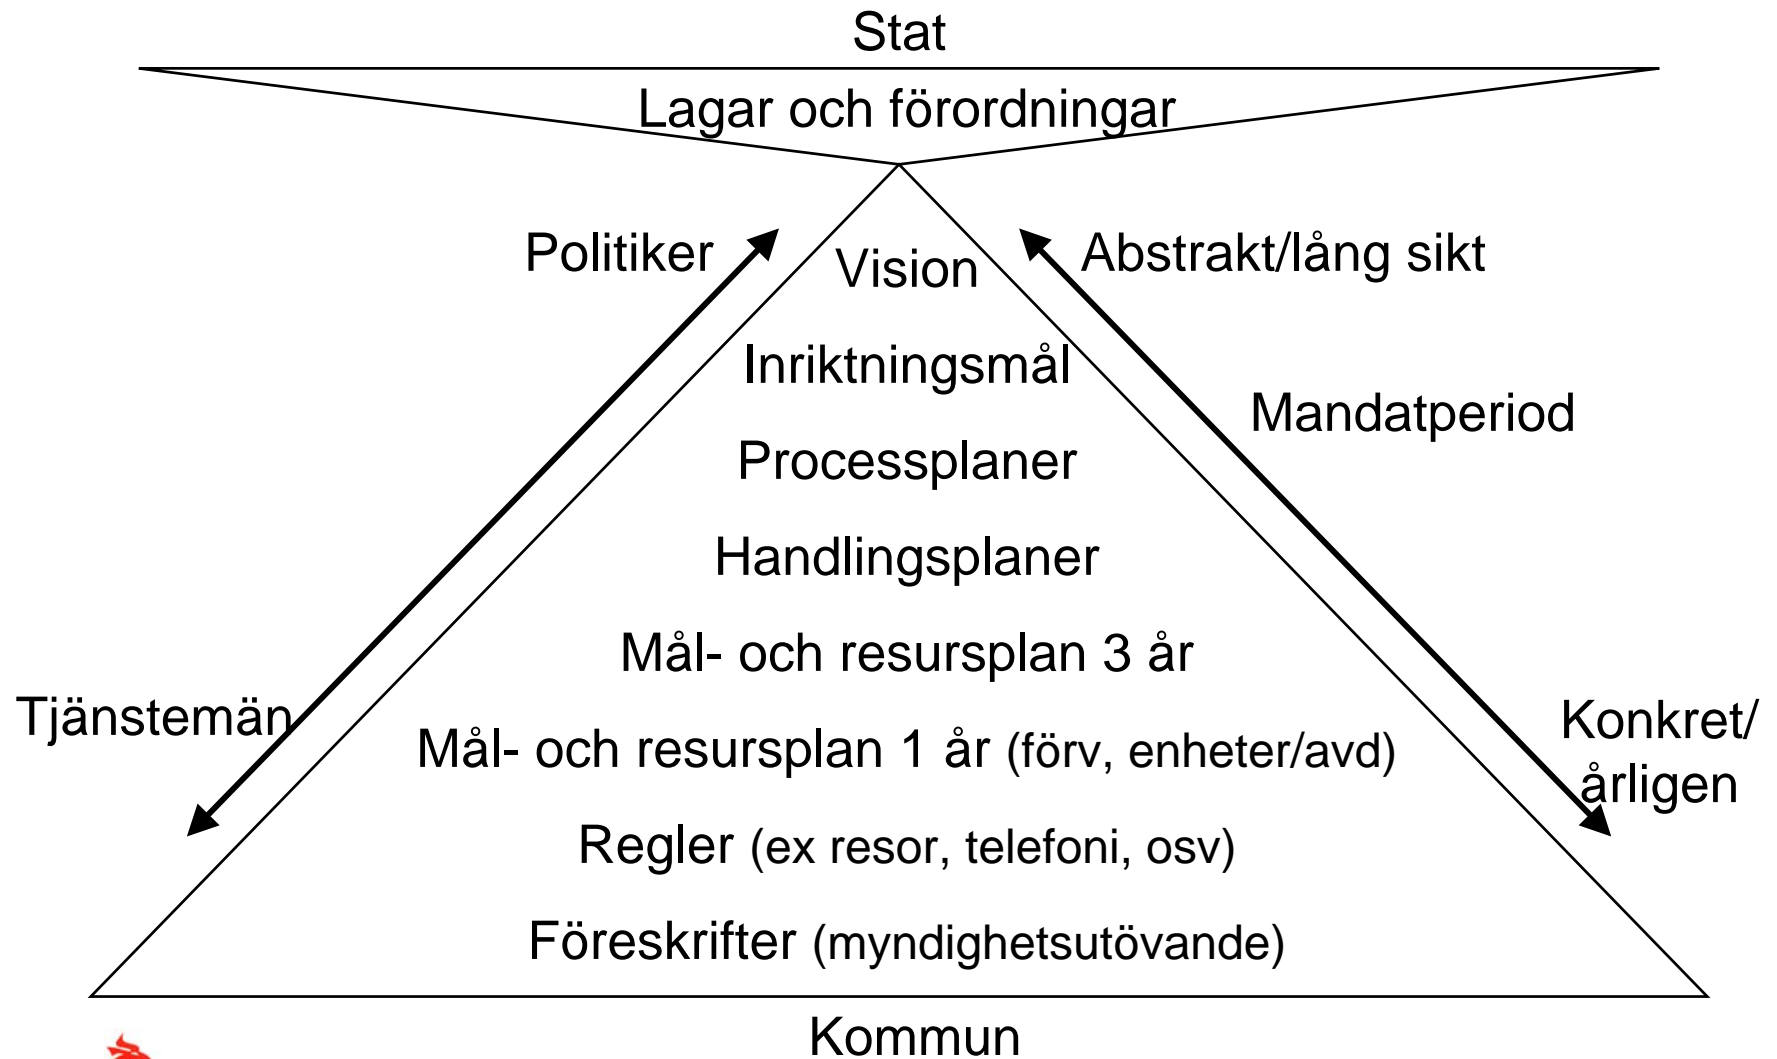 Stat
Lagar och förordningar
Politiker
Vision
Abstrakt/lång sikt
Inriktningsmål
Mandatperiod
Processplaner
Handlingsplaner
Mål- och resursplan 3 år
Tjänstemän
Mål- och resursplan 1 år (förv, enheter/avd)
Konkret/
årligen
Regler (ex resor, telefoni, osv)
Föreskrifter (myndighetsutövande)
Kommun